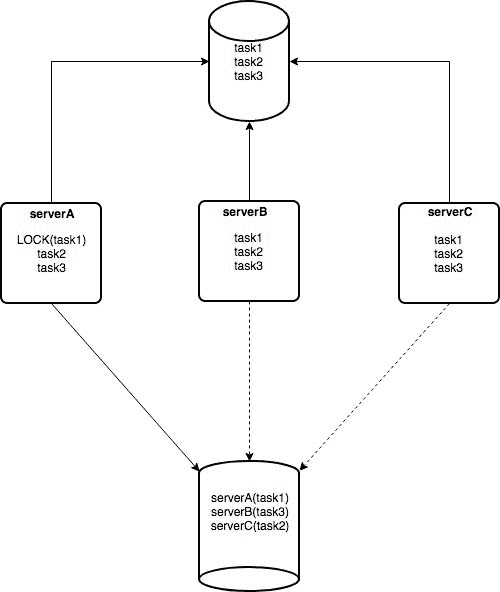 task1
task2
task3
serverA
LOCK(task1)
task2
task3
serverB
task1
task2
task3
serverC
task1
task2
task3
serverA(task1)
serverB(task3)
serverC(task2)